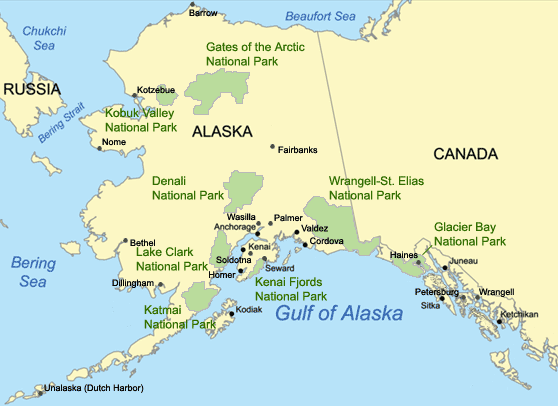 Barrow
Beaufort Sea
Chukchi
Sea
Gates of the Arctic
National Park
RUSSIA
Kotzebue
Bering Strait
Kobuk Valley
National Park
ALASKA
Nome
Fairbanks
CANADA
Denali
National Park
Wrangell-St. Elias
National Park
Wasilla
Palmer
Anchorage
Valdez
Glacier Bay
National Park
Bethel
Kenai
Cordova
Lake Clark
National Park
Soldotna
Haines
Bering
Sea
Homer
Seward
Juneau
Dillingham
Kenai Fjords
National Park
Petersburg
Wrangell
Sitka
Katmai
National Park
Kodiak
Gulf of Alaska
Ketchikan
Unalaska (Dutch Harbor)